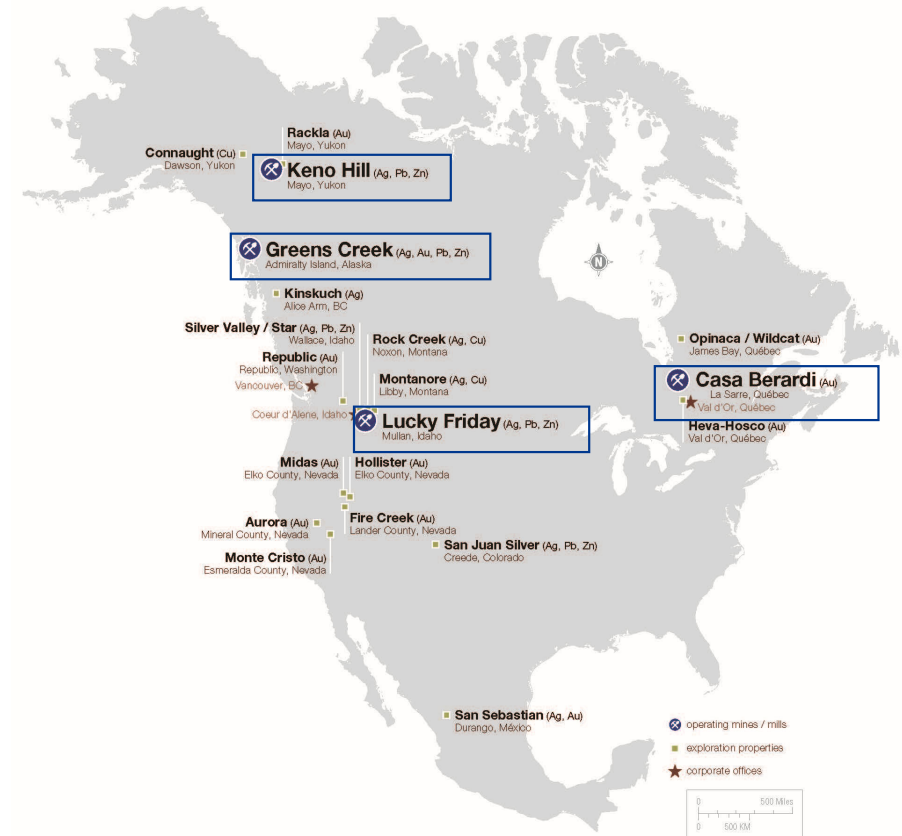 Rackla (Au)
Mayo, Yukon
Connaught (Cu)
Dawson, Yukon
Keno Hill (Ag, Pb, Zn)
Mayo, Yukon
Greens Creek (Ag, Au, Pb, Zn)
Admiralty Island, Alaska
N
Kinskuch (Ag)
Alice Arm, BC
Silver Valley / Star (Ag, Pb, Zn)
Wallace, Idaho
Rock Creek (Ag, Cu)
Noxon, Montana
Opinaca / Wildcat (Au)
James Bay, Québec
Republic (Au)
Republic, Washington
Vancouver, BC
Montanore (Ag, Cu)
Libby, Montana
Casa Berardi (Au)
La Sarre, Québec
Val d'Or, Québec
Coeur d'Alene, Idaho
Lucky Friday (Ag, Pb, Zn)
Mullan, Idaho
Heva-Hosco (Au)
Val d'Or, Québec
Midas (Au)
Elko County, Nevada
Hollister (Au)
Elko County, Nevada
Aurora (Au)
Mineral County, Nevada
Fire Creek (Au)
Lander County, Nevada
Monte Cristo (Au)
Esmeralda County, Nevada
San Juan Silver (Ag, Pb, Zn)
Creede, Colorado
San Sebastian (Ag, Au)
Durango, México
operating mines / mills
exploration properties
corporate offices
0 500 Miles
0 500 KM